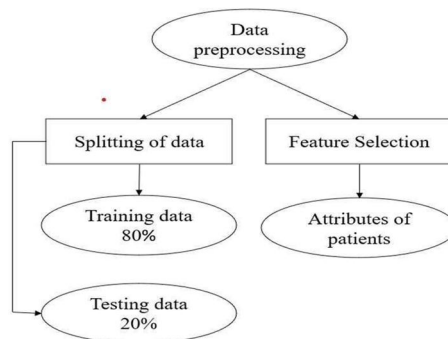 Data
preprocessing
Splitting of data
Feature Selection
Training data
80%
Attributes of
patients
Testing data
20%